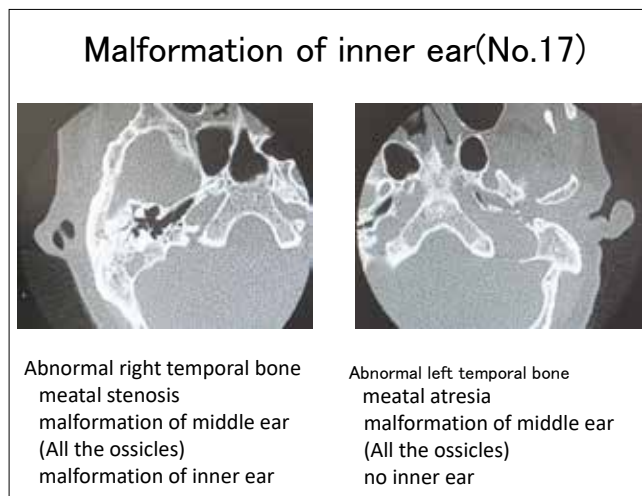 Malformation of inner ear(No.17)
Abnormal right temporal bone
meatal stenosis
malformation of middle ear
(All the ossicles)
malformation of inner ear
Abnormal left temporal bone
meatal atresia
malformation of middle ear
(All the ossicles)
no inner ear